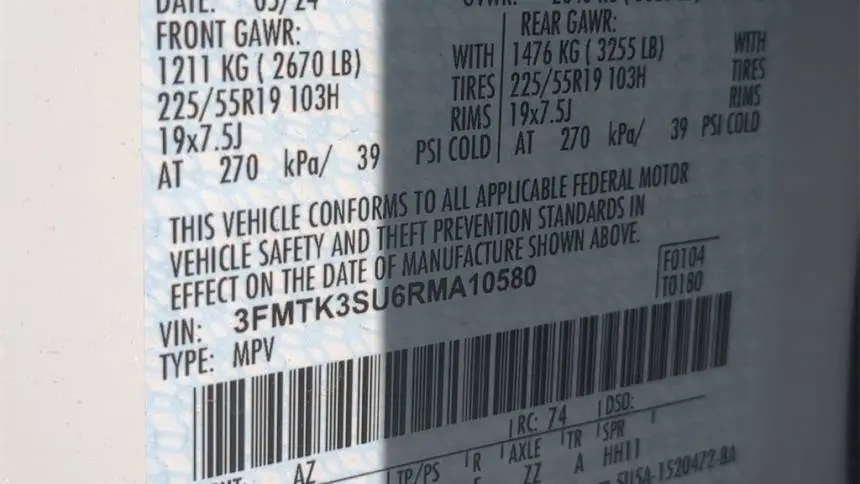 DATE: 05/24
FRONT GAWR: REAR GAWR:
1211 KG ( 2670 LB) WITH 1476 KG ( 3255 LB) WITH
225/55R19 103H TIRES 225/55R19 103H TIRES
19x7.5J RIMS 19x7.5J RIMS
AT 270 kPa/ 39 PSI COLD AT 270 kPa/ 39 PSI COLD
THIS VEHICLE CONFORMS TO ALL APPLICABLE FEDERAL MOTOR
VEHICLE SAFETY AND THEFT PREVENTION STANDARDS IN
EFFECT ON THE DATE OF MANUFACTURE SHOWN ABOVE.
VIN: 3FMTK3SU6RMA10580 F0104
TYPE: MPV T0180
RC: 74 DSO:
AZ TP/PS R AXLE TR SPR
ZZ A HH11